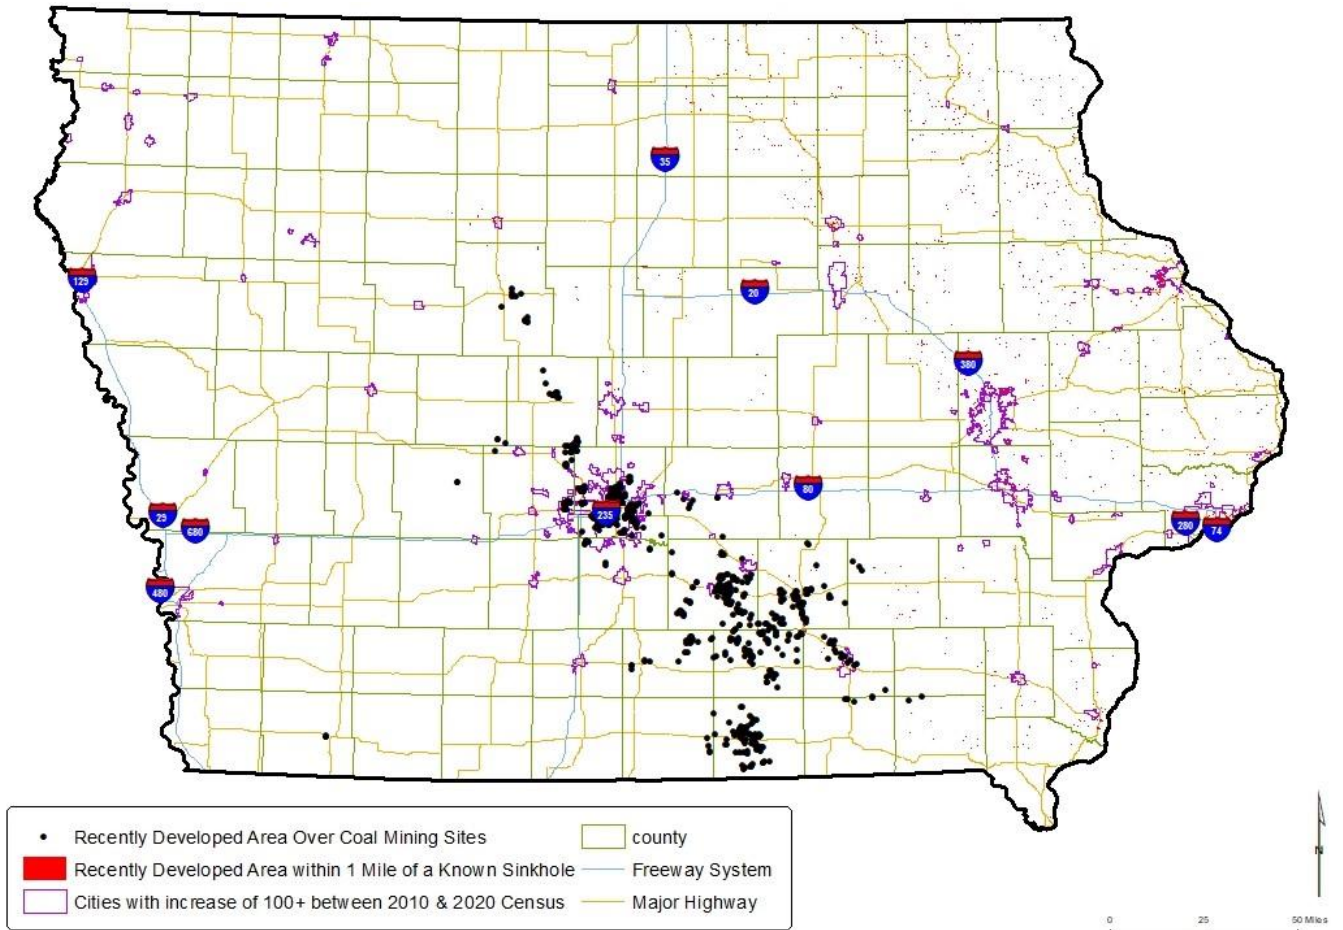 35
129
20
380
80
29
680
235
280
74
480
Recently Developed Area Over Coal Mining Sites
county
Recently Developed Area within 1 Mile of a Known Sinkhole
Freeway System
Cities with increase of 100+ between 2010 & 2020 Census
Major Highway
N
0 25 50 Miles